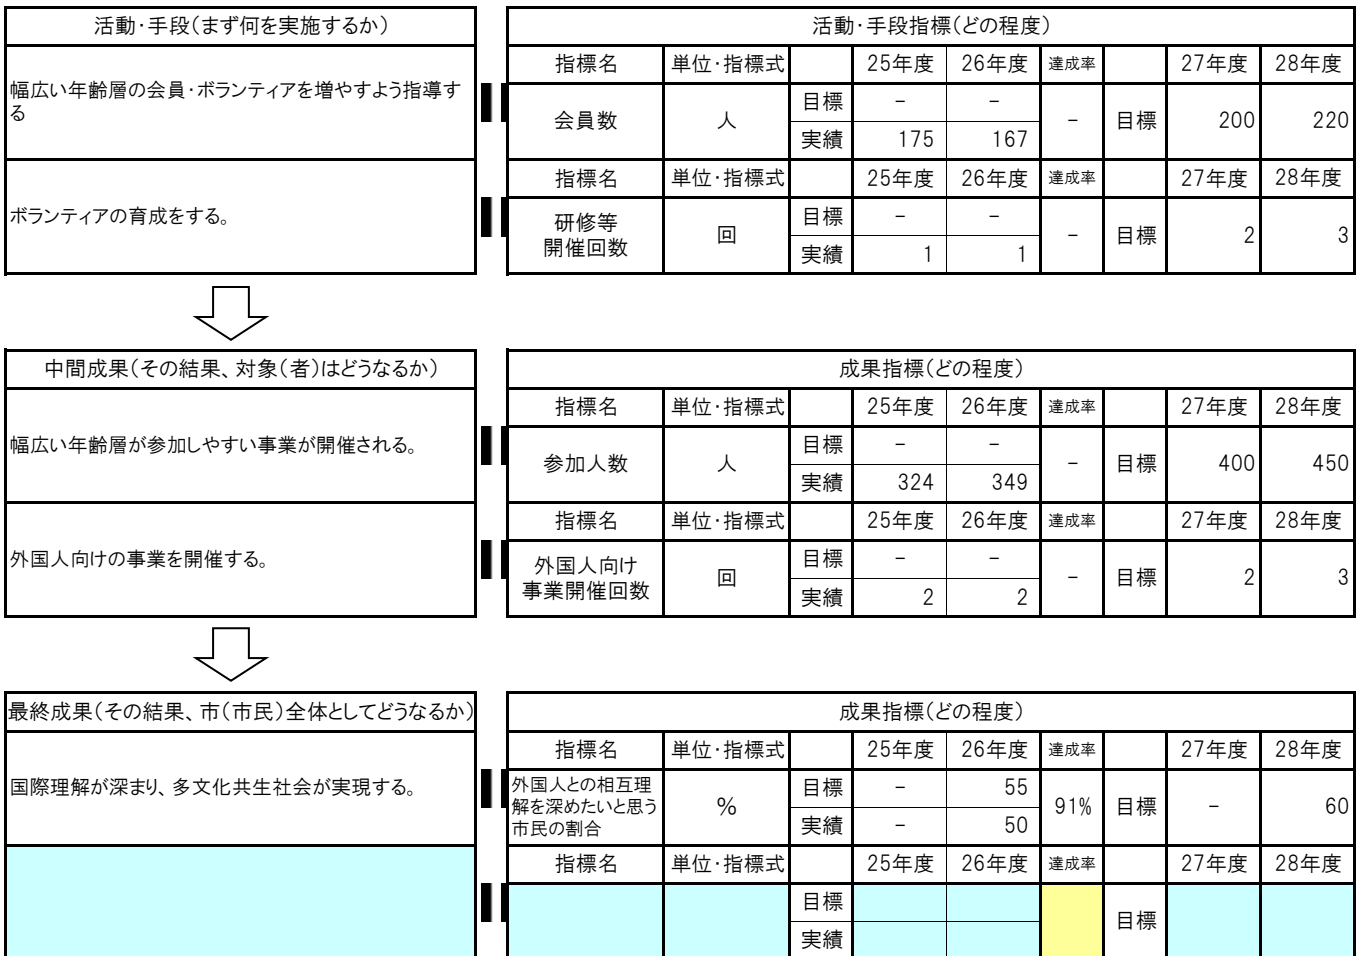 活動・手段（まず何を実施するか）
活動・手段指標（どの程度）
指標名 単位・指標式 25年度 26年度 達成率 27年度 28年度
幅広い年齢層の会員・ボランティアを増やすよう指導す
る
会員数 人 目標 － － － 目標 200 220
実績 175 167
指標名 単位・指標式 25年度 26年度 達成率 27年度 28年度
ボランティアの育成をする。
研修等
開催回数
回 目標 － － － 目標 2 3
実績 1 1
中間成果（その結果、対象（者）はどうなるか）
成果指標（どの程度）
指標名 単位・指標式 25年度 26年度 達成率 27年度 28年度
幅広い年齢層が参加しやすい事業が開催される。
参加人数 人 目標 － － － 目標 400 450
実績 324 349
指標名 単位・指標式 25年度 26年度 達成率 27年度 28年度
外国人向けの事業を開催する。
外国人向け
事業開催回数
回 目標 － － － 目標 2 3
実績 2 2
最終成果（その結果、市（市民）全体としてどうなるか）
成果指標（どの程度）
指標名 単位・指標式 25年度 26年度 達成率 27年度 28年度
国際理解が深まり、多文化共生社会が実現する。
外国人との相互理
解を深めたいと思う
市民の割合
% 目標 － 55 91% 目標 － 60
実績 － 50
指標名 単位・指標式 25年度 26年度 達成率 27年度 28年度
目標 目標
実績